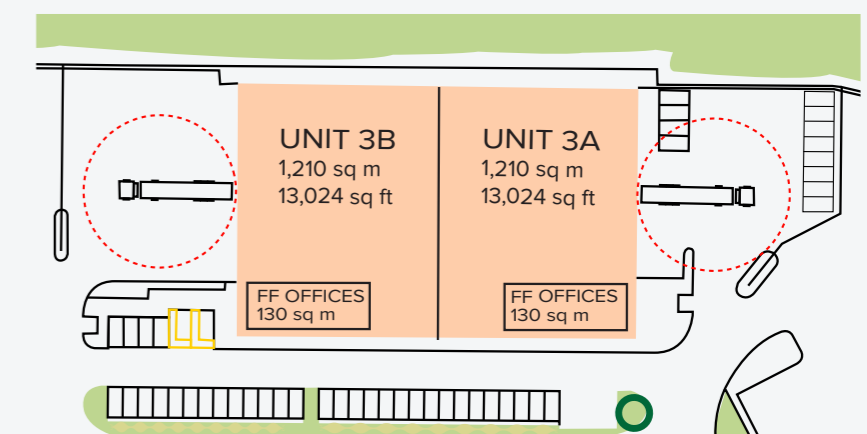 UNIT 3B
1,210 sq m
13,024 sq ft
UNIT 3A
1,210 sq m
13,024 sq ft
FF OFFICES
130 sq m
FF OFFICES
130 sq m